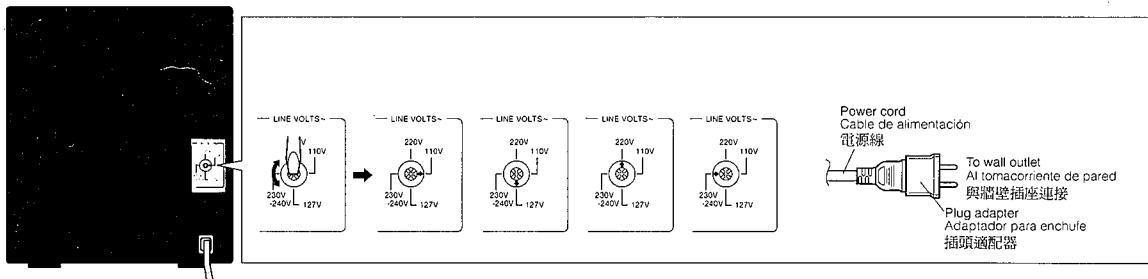 LINE VOLTS~
V
110V
230V
-240V
127V
LINE VOLTS~
220V
110V
230V
-240V
127V
LINE VOLTS~
220V
110V
230V
-240V
127V
LINE VOLTS~
220V
110V
230V
-240V
127V
LINE VOLTS~
220V
110V
230V
-240V
127V
Power cord
Cable de alimentación
電源線
To wall outlet
Al tomacorriente de pared
與牆壁插座連接
Plug adapter
Adaptador para enchufe
插頭適配器